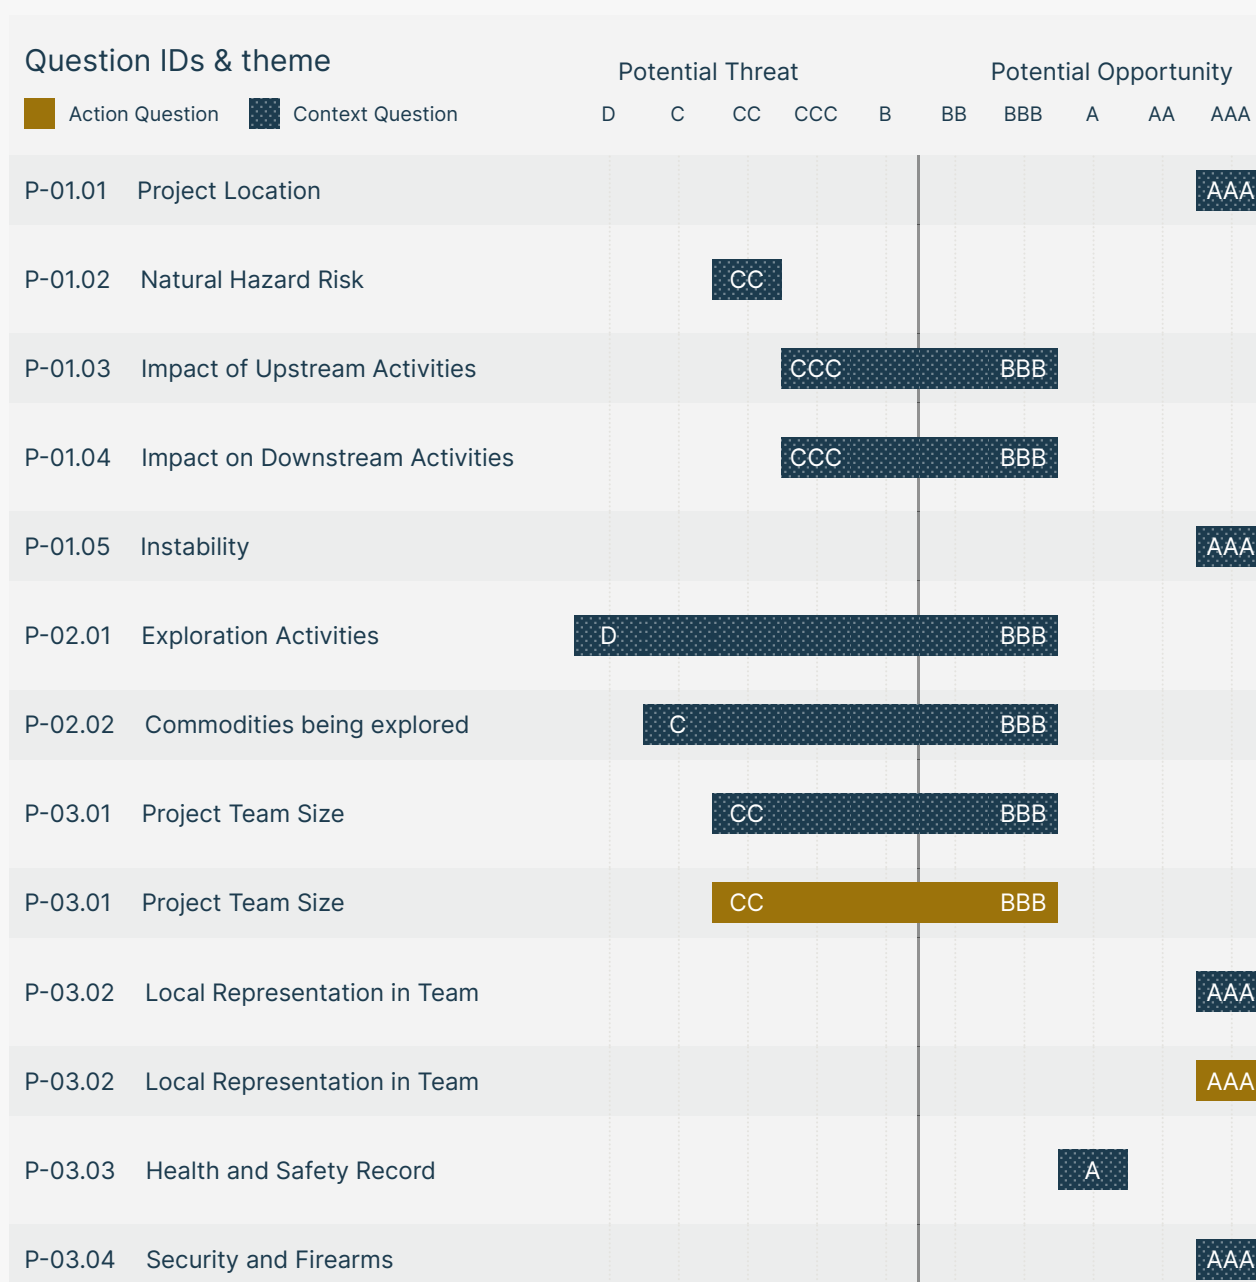 Question IDs & theme
Potential Threat Potential Opportunity
Action Question Context Question D C CC CCC B BB BBB A AA AAA
P-01.01 Project Location AAA
P-01.02 Natural Hazard Risk CC
P-01.03 Impact of Upstream Activities CCC BBB
P-01.04 Impact on Downstream Activities CCC BBB
P-01.05 Instability AAA
P-02.01 Exploration Activities D BBB
P-02.02 Commodities being explored C BBB
P-03.01 Project Team Size CC BBB
P-03.01 Project Team Size CC BBB
P-03.02 Local Representation in Team AAA
P-03.02 Local Representation in Team AAA
P-03.03 Health and Safety Record A
P-03.04 Security and Firearms AAA